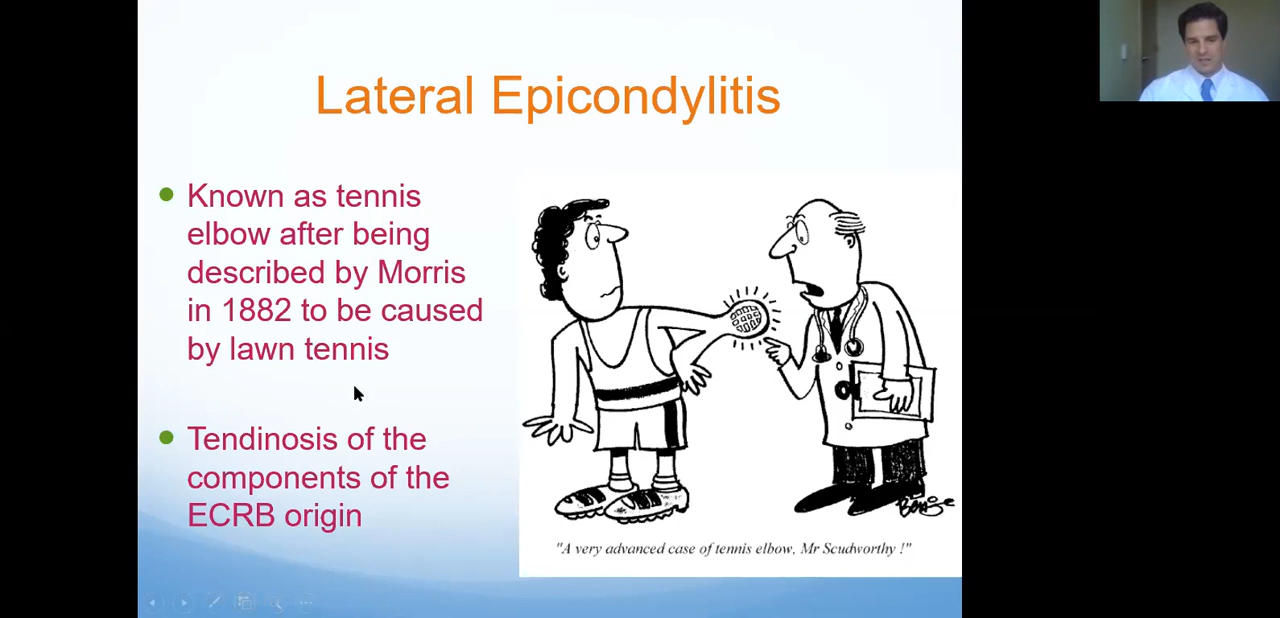 Lateral Epicondylitis
Known as tennis
elbow after being
described by Morris
in 1882 to be caused
by lawn tennis
Tendinosis of the
components of the
ECRB origin
"A very advanced case of tennis elbow, Mr Scudworthy !"